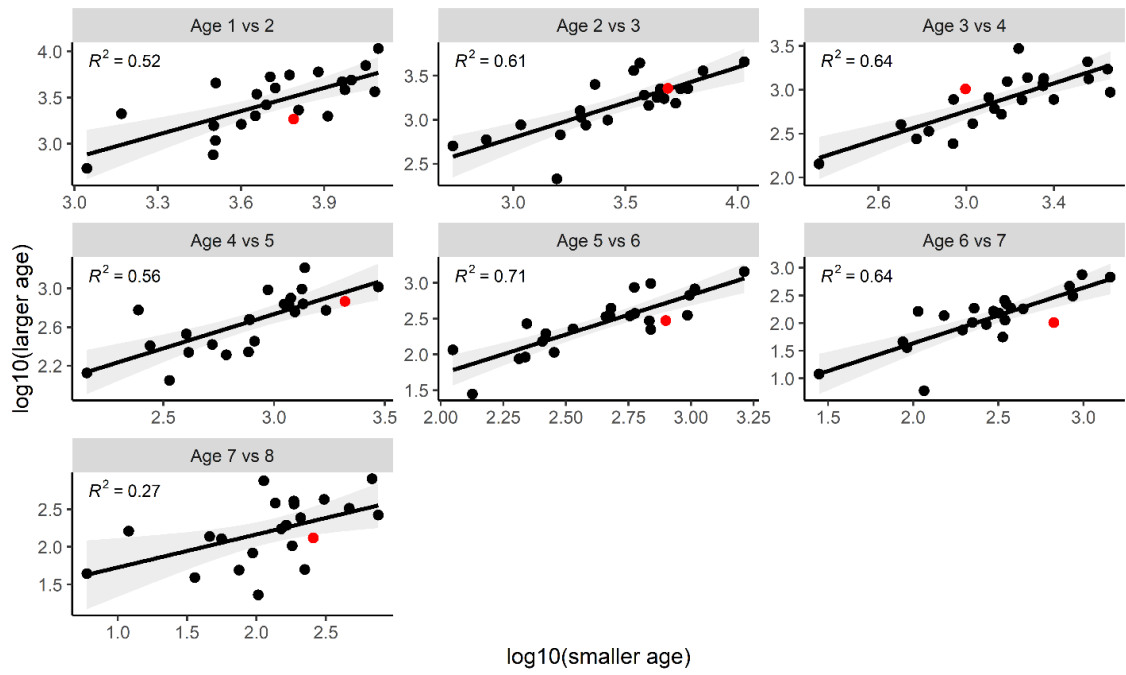 Age 1 vs 2
Age 2 vs 3
Age 3 vs 4
R² = 0.52
R² = 0.61
R² = 0.64
4.0
3.5
3.0
3.5
3.0
2.5
3.5
3.0
2.5
2.0
3.0 3.3 3.6 3.9
3.0 3.5 4.0
2.6 3.0 3.4
Age 4 vs 5
Age 5 vs 6
Age 6 vs 7
R² = 0.56
R² = 0.71
R² = 0.64
3.0
2.6
2.2
3.0
2.5
2.0
1.5
3.0
2.5
2.0
1.5
1.0
2.5 3.0 3.5
2.00 2.25 2.50 2.75 3.00 3.25
1.5 2.0 2.5 3.0
Age 7 vs 8
R² = 0.27
2.5
2.0
1.5
1.0 1.5 2.0 2.5
log10(larger age)
log10(smaller age)